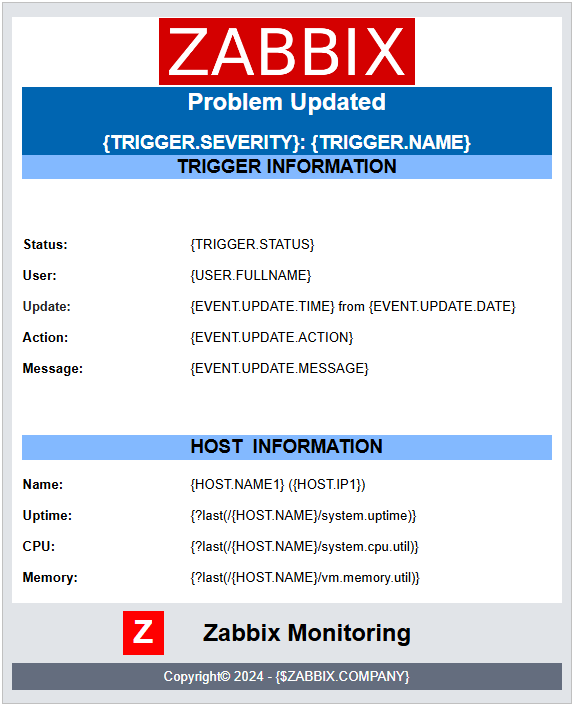 ZABBIX
Problem Updated
{TRIGGER.SEVERITY}: {TRIGGER.NAME}
TRIGGER INFORMATION
Status: {TRIGGER.STATUS}
User: {USER.FULLNAME}
Update: {EVENT.UPDATE.TIME} from {EVENT.UPDATE.DATE}
Action: {EVENT.UPDATE.ACTION}
Message: {EVENT.UPDATE.MESSAGE}
HOST  INFORMATION
Name: {HOST.NAME1} ({HOST.IP1})
Uptime: {?last(/{HOST.NAME}/system.uptime)}
CPU: {?last(/{HOST.NAME}/system.cpu.util)}
Memory: {?last(/{HOST.NAME}/vm.memory.util)}
Z Zabbix Monitoring
Copyright© 2024 - {$ZABBIX.COMPANY}